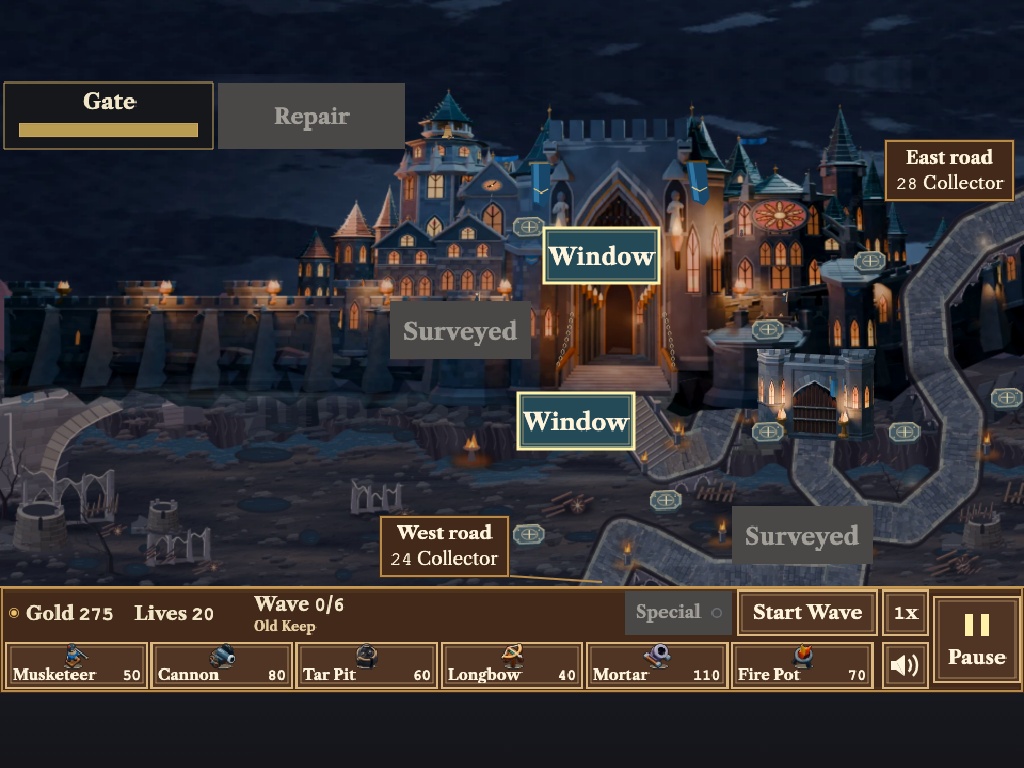 Gate
Repair
East road
28 Collector
Window
Surveyed
Window
West road
24 Collector
Surveyed
Gold 275
Lives 20
Wave 0/6
Old Keep
Special
Start Wave
1x
Pause
Musketeer 50
Cannon 80
Tar Pit 60
Longbow 40
Mortar 110
Fire Pot 70